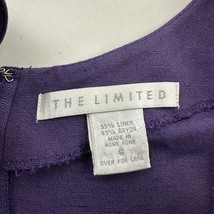 THE LIMITED
55% LINEN
45% RAYON
MADE IN
HONG KONG
6
OVER FOR CARE